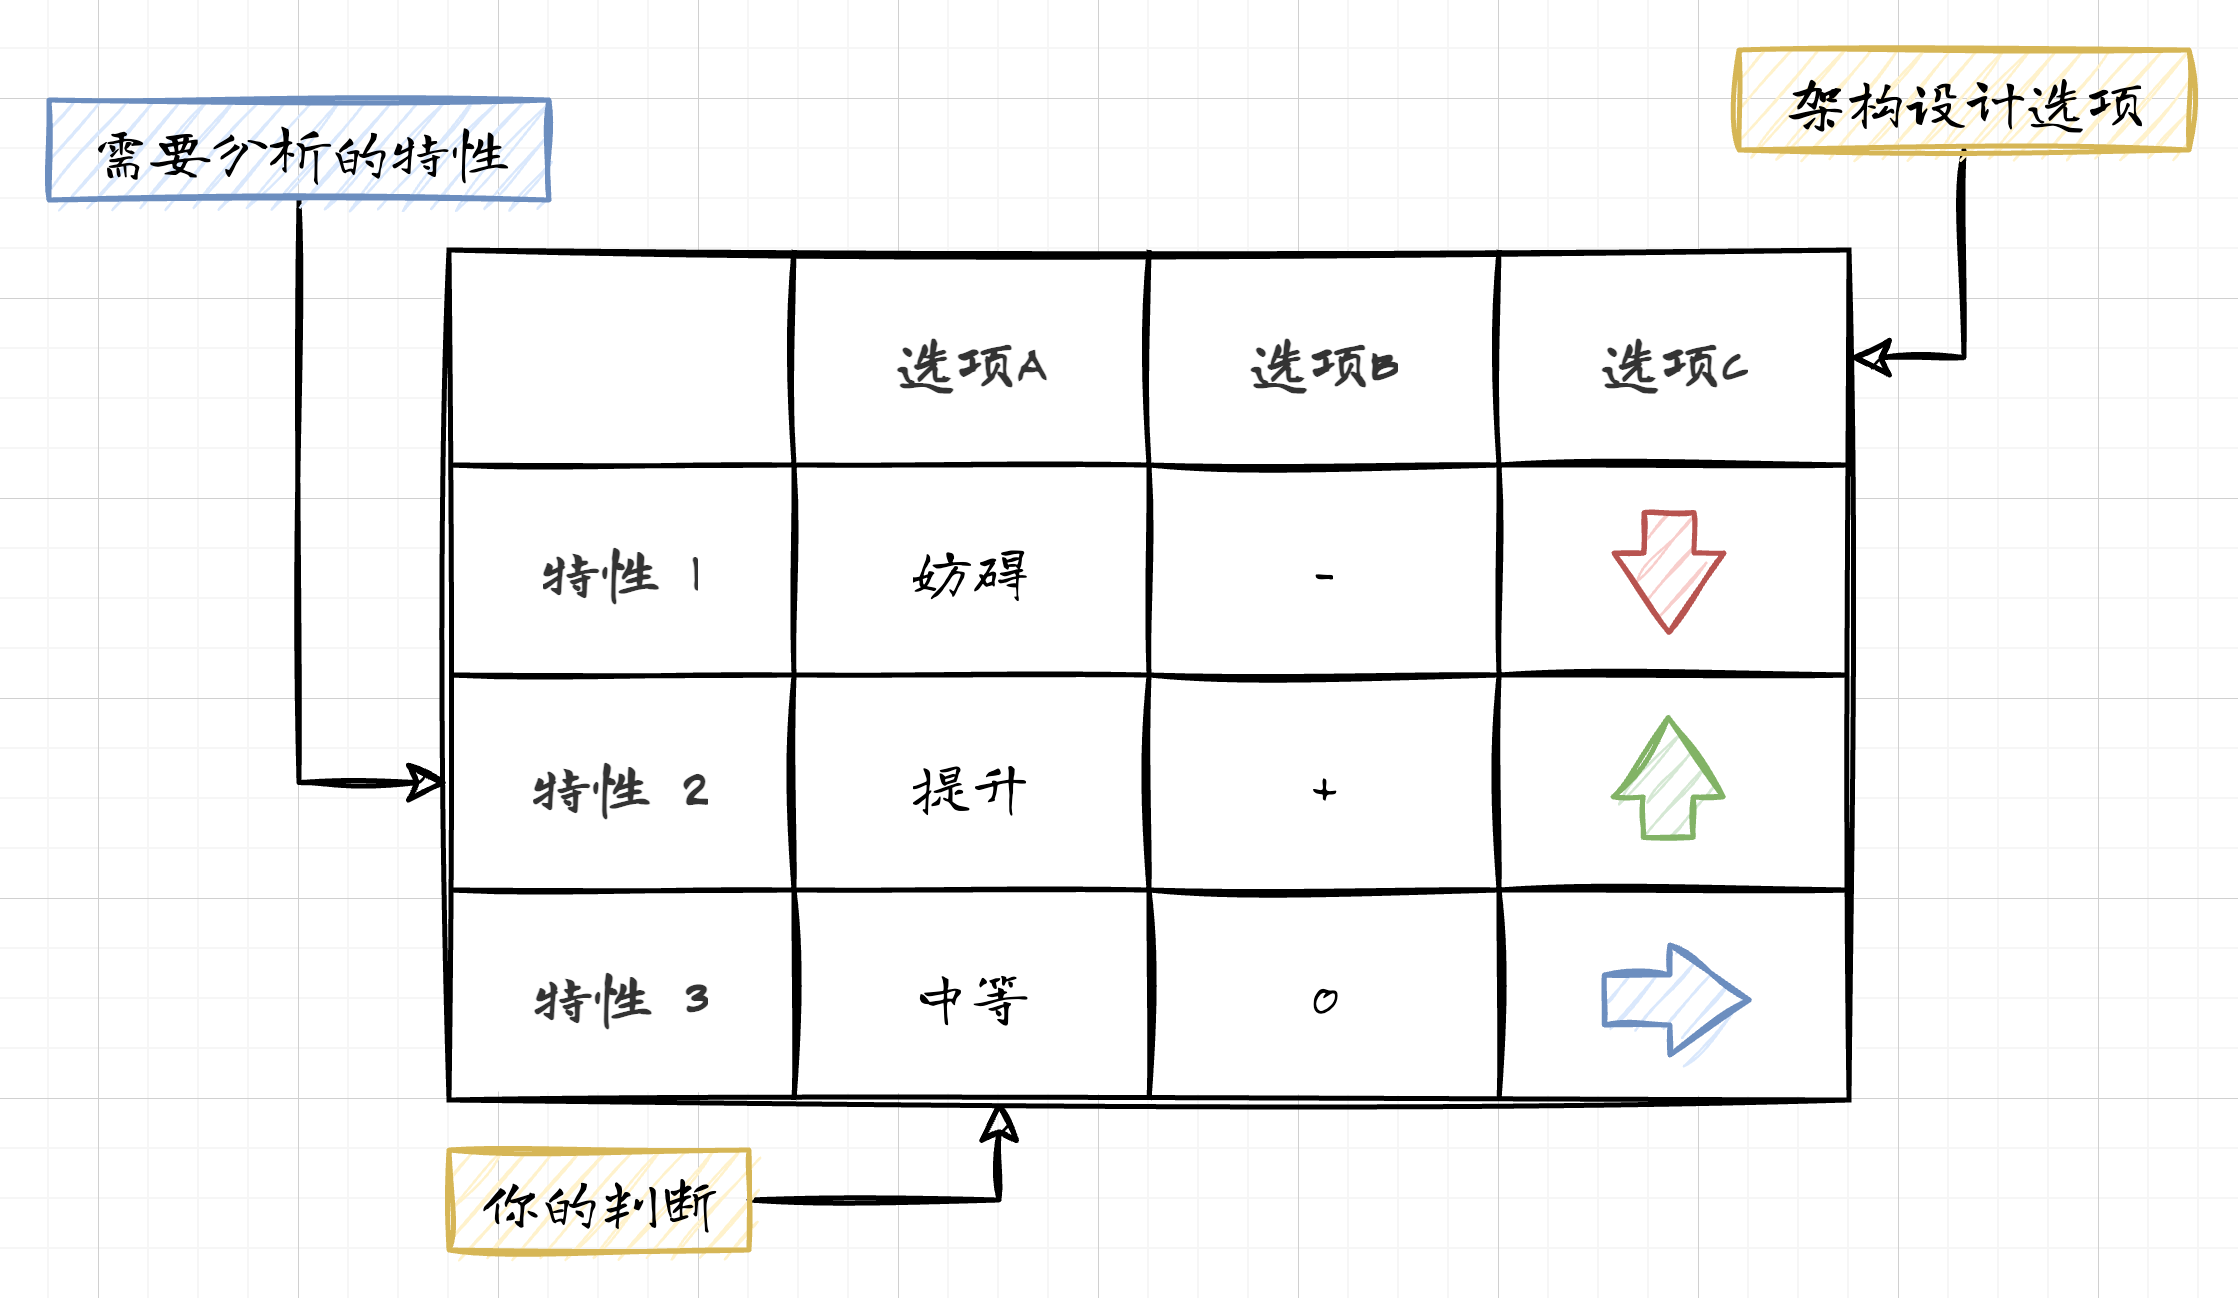 架构设计选项
需要分析的特性
选项A 选项B 选项C
特性 1 妨碍 -
特性 2 提升 +
特性 3 中等 0
你的判断